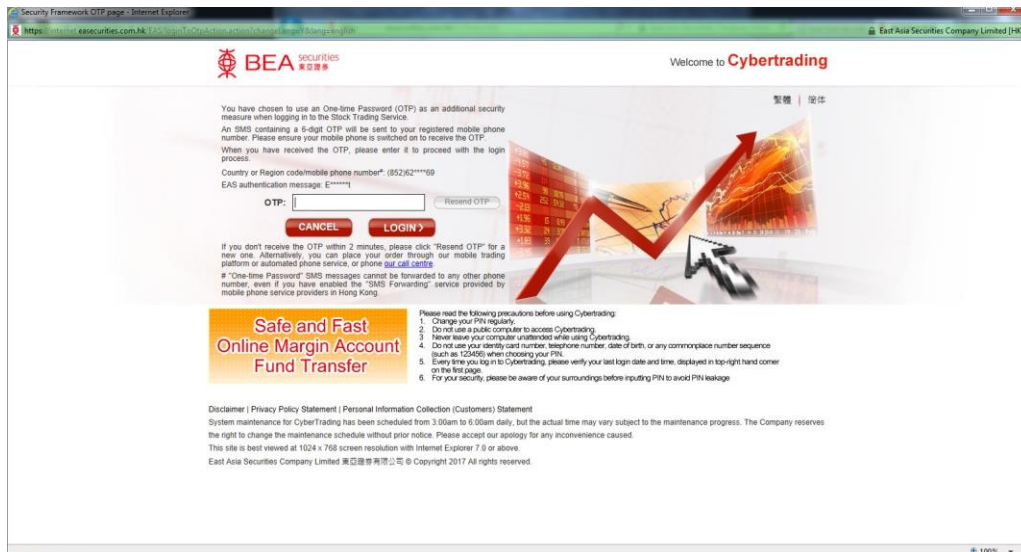 Security Framework OTP page - Internet Explorer
East Asia Securities Company Limited [HK
BEA securities
東亞證券
Welcome to Cybertrading
繁體 | 简体
You have chosen to use an One-time Password (OTP) as an additional security
measure when logging in to the Stock Trading Service.
An SMS containing a 6-digit OTP will be sent to your registered mobile phone
number. Please ensure your mobile phone is switched on to receive the OTP.
When you have received the OTP, please enter it to proceed with the login
process.
Country or Region code/mobile phone number#: (852)62****69
EAS authentication message: E******t
OTP:
Resend OTP
CANCEL
LOGIN
If you don't receive the OTP within 2 minutes, please click "Resend OTP" for a
new one. Alternatively, you can place your order through our mobile trading
platform or automated phone service, or phone our call centre.
# "One-time Password" SMS messages cannot be forwarded to any other phone
number, even if you have enabled the "SMS Forwarding" service provided by
mobile phone service providers in Hong Kong.
Safe and Fast
Online Margin Account
Fund Transfer
Please read the following precautions before using Cybertrading:
1. Change your PIN regularly.
2. Do not use a public computer to access Cybertrading.
3 Never leave your computer unattended while using Cybertrading.
4. Do not use your identity card number, telephone number, date of birth, or any commonplace number sequence
(such as 123456) when choosing your PIN.
5. Every time you log in to Cybertrading, please verify your last login date and time, displayed in top-right hand corner
on the first page.
6. For your security, please be aware of your surroundings before inputting PIN to avoid PIN leakage
Disclaimer | Privacy Policy Statement | Personal Information Collection (Customers) Statement
System maintenance for CyberTrading has been scheduled from 3:00am to 6:00am daily, but the actual time may vary subject to the maintenance progress. The Company reserves
the right to change the maintenance schedule without prior notice. Please accept our apology for any inconvenience caused.
This site is best viewed at 1024 x 768 screen resolution with Internet Explorer 7.0 or above.
East Asia Securities Company Limited 東亞證券有限公司 © Copyright 2017 All rights reserved.
100%